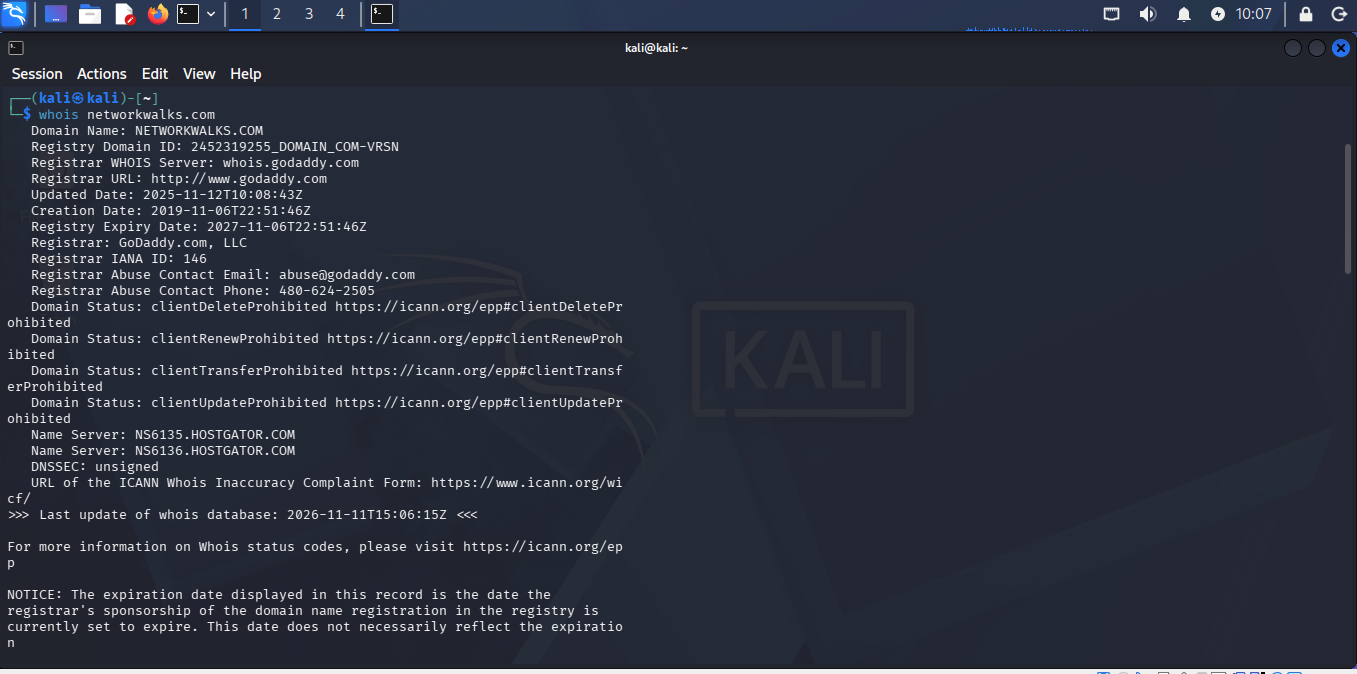 1 2 3 4 10:07
kali@kali: ~
Session Actions Edit View Help
┌──(kali㉿kali)-[~]
└─$ whois networkwalks.com
Domain Name: NETWORKWALKS.COM
Registry Domain ID: 2452319255_DOMAIN_COM-VRSN
Registrar WHOIS Server: whois.godaddy.com
Registrar URL: http://www.godaddy.com
Updated Date: 2025-11-12T10:08:43Z
Creation Date: 2019-11-06T22:51:46Z
Registry Expiry Date: 2027-11-06T22:51:46Z
Registrar: GoDaddy.com, LLC
Registrar IANA ID: 146
Registrar Abuse Contact Email: abuse@godaddy.com
Registrar Abuse Contact Phone: 480-624-2505
Domain Status: clientDeleteProhibited https://icann.org/epp#clientDeletePr
ohibited
Domain Status: clientRenewProhibited https://icann.org/epp#clientRenewProh
ibited
Domain Status: clientTransferProhibited https://icann.org/epp#clientTransf
erProhibited
Domain Status: clientUpdateProhibited https://icann.org/epp#clientUpdatePr
ohibited
Name Server: NS6135.HOSTGATOR.COM
Name Server: NS6136.HOSTGATOR.COM
DNSSEC: unsigned
URL of the ICANN Whois Inaccuracy Complaint Form: https://www.icann.org/wi
cf/
>>> Last update of whois database: 2026-11-11T15:06:15Z <<<
For more information on Whois status codes, please visit https://icann.org/ep
p
NOTICE: The expiration date displayed in this record is the date the
registrar's sponsorship of the domain name registration in the registry is
currently set to expire. This date does not necessarily reflect the expiratio
n
KALI